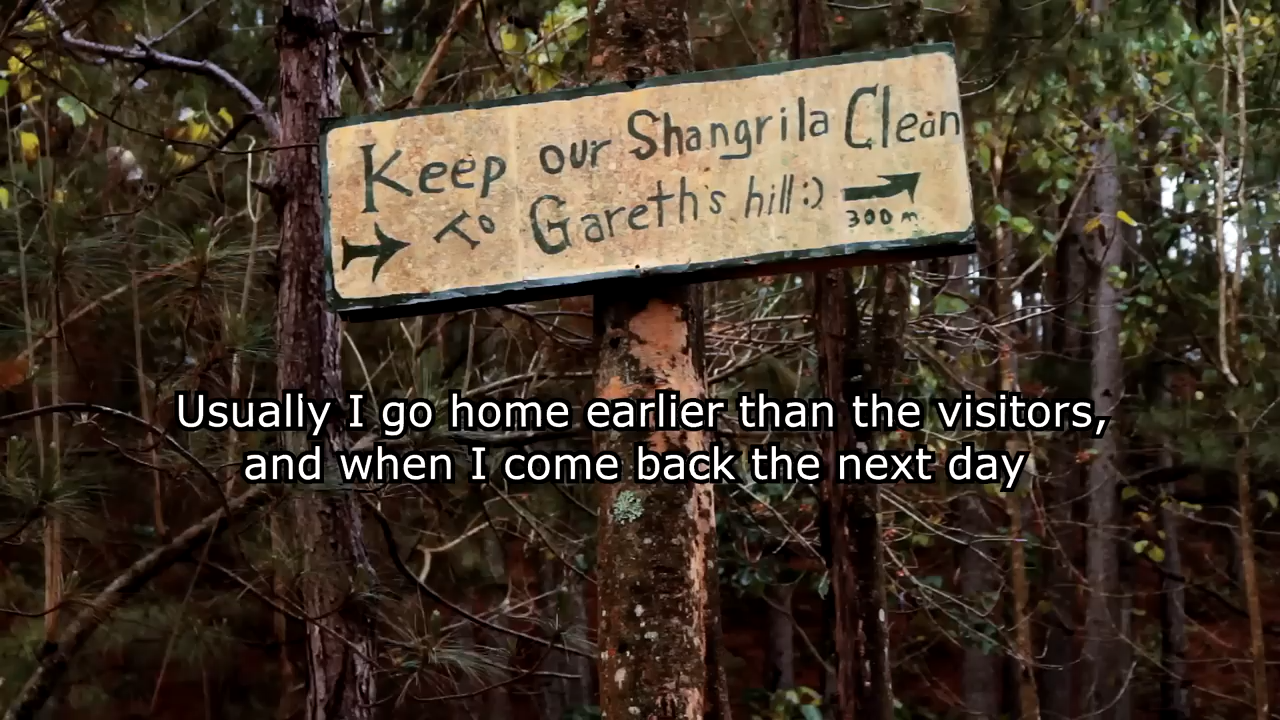 Keep our Shangrila Clean
→ To Gareth's hill :) →
300 m
Usually I go home earlier than the visitors,
and when I come back the next day